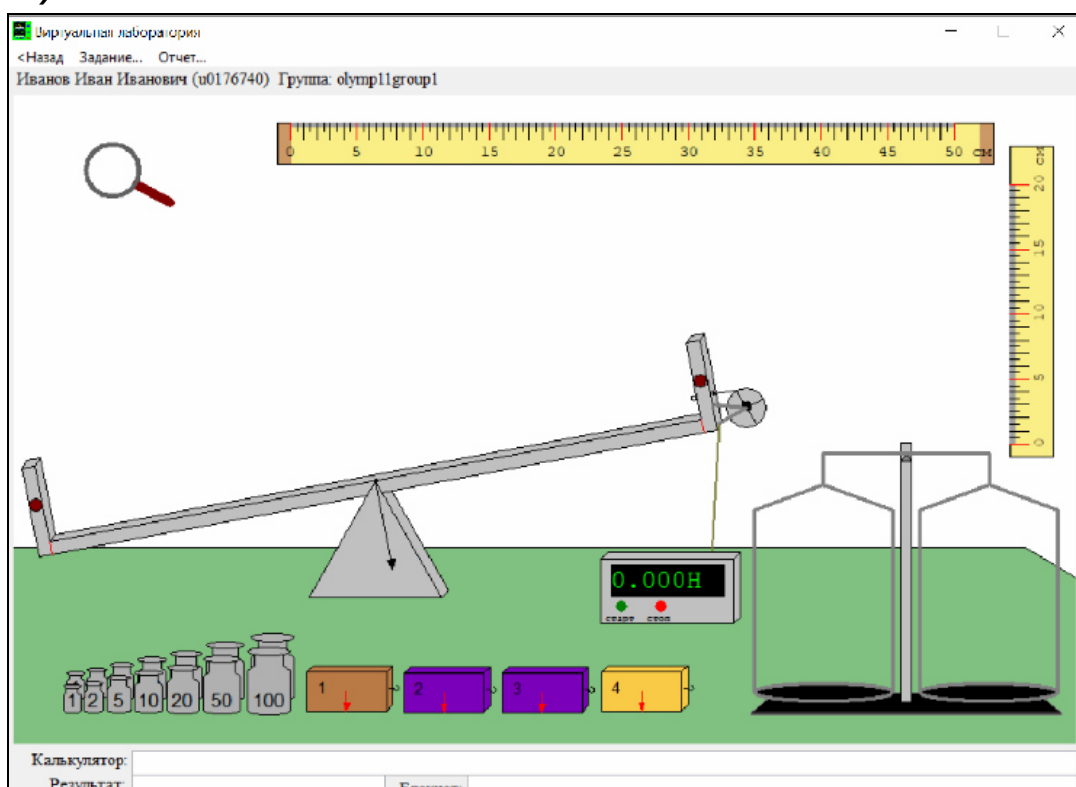 Виртуальная лаборатория
<Назад Задание... Отчет...
Иванов Иван Иванович (u0176740) Группа: olymp11group1
0 5 10 15 20 25 30 35 40 45 50 см
20 см
15
10
5
0
0.000Н
СТАРТ СТОП
1 2 5 10 20 50 100
1 2 3 4
Калькулятор:
Результат: